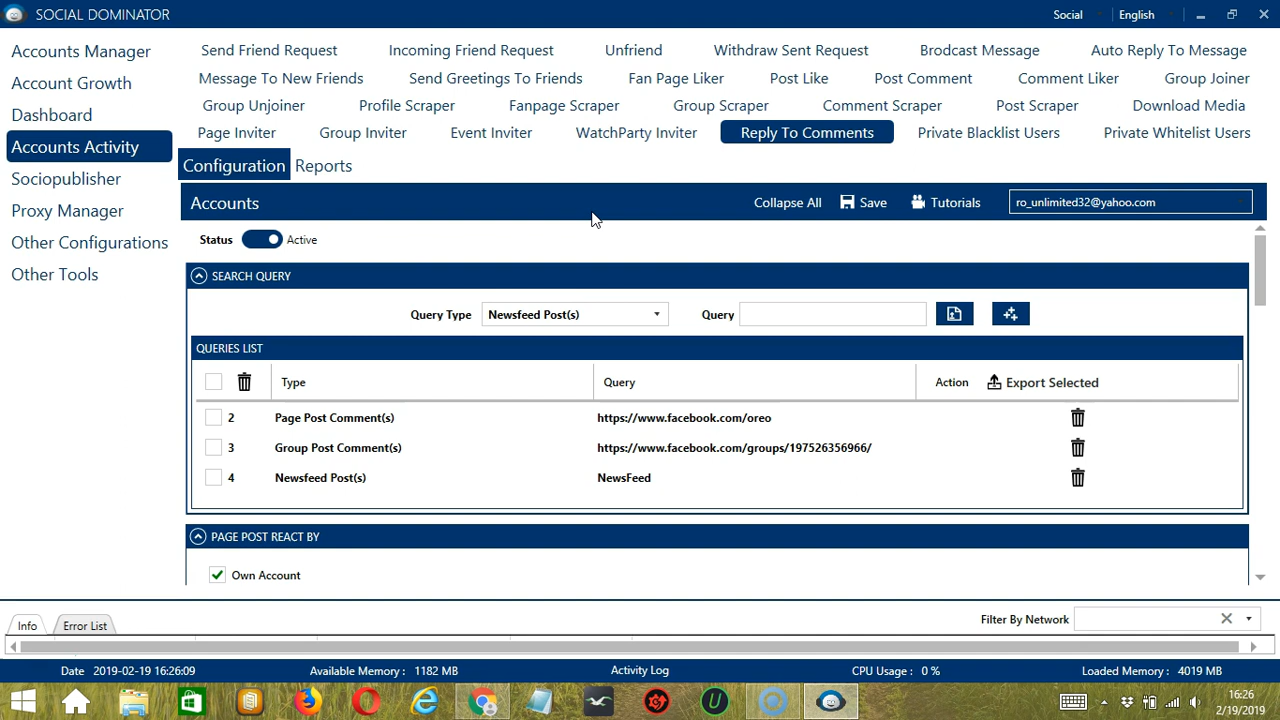 SOCIAL DOMINATOR
Social
English
Accounts Manager
Account Growth
Dashboard
Accounts Activity
Sociopublisher
Proxy Manager
Other Configurations
Other Tools
Send Friend Request
Incoming Friend Request
Unfriend
Withdraw Sent Request
Brodcast Message
Auto Reply To Message
Message To New Friends
Send Greetings To Friends
Fan Page Liker
Post Like
Post Comment
Comment Liker
Group Joiner
Group Unjoiner
Profile Scraper
Fanpage Scraper
Group Scraper
Comment Scraper
Post Scraper
Download Media
Page Inviter
Group Inviter
Event Inviter
WatchParty Inviter
Reply To Comments
Private Blacklist Users
Private Whitelist Users
Configuration
Reports
Accounts
Collapse All
Save
Tutorials
ro_unlimited32@yahoo.com
Status
Active
SEARCH QUERY
Query Type
Newsfeed Post(s)
Query
QUERIES LIST
Type
Query
Action
Export Selected
2
Page Post Comment(s)
https://www.facebook.com/oreo
3
Group Post Comment(s)
https://www.facebook.com/groups/197526356966/
4
Newsfeed Post(s)
NewsFeed
PAGE POST REACT BY
Own Account
Info
Error List
Filter By Network
Date 2019-02-19 16:26:09
Available Memory : 1182 MB
Activity Log
CPU Usage : 0 %
Loaded Memory : 4019 MB
16:26
2/19/2019